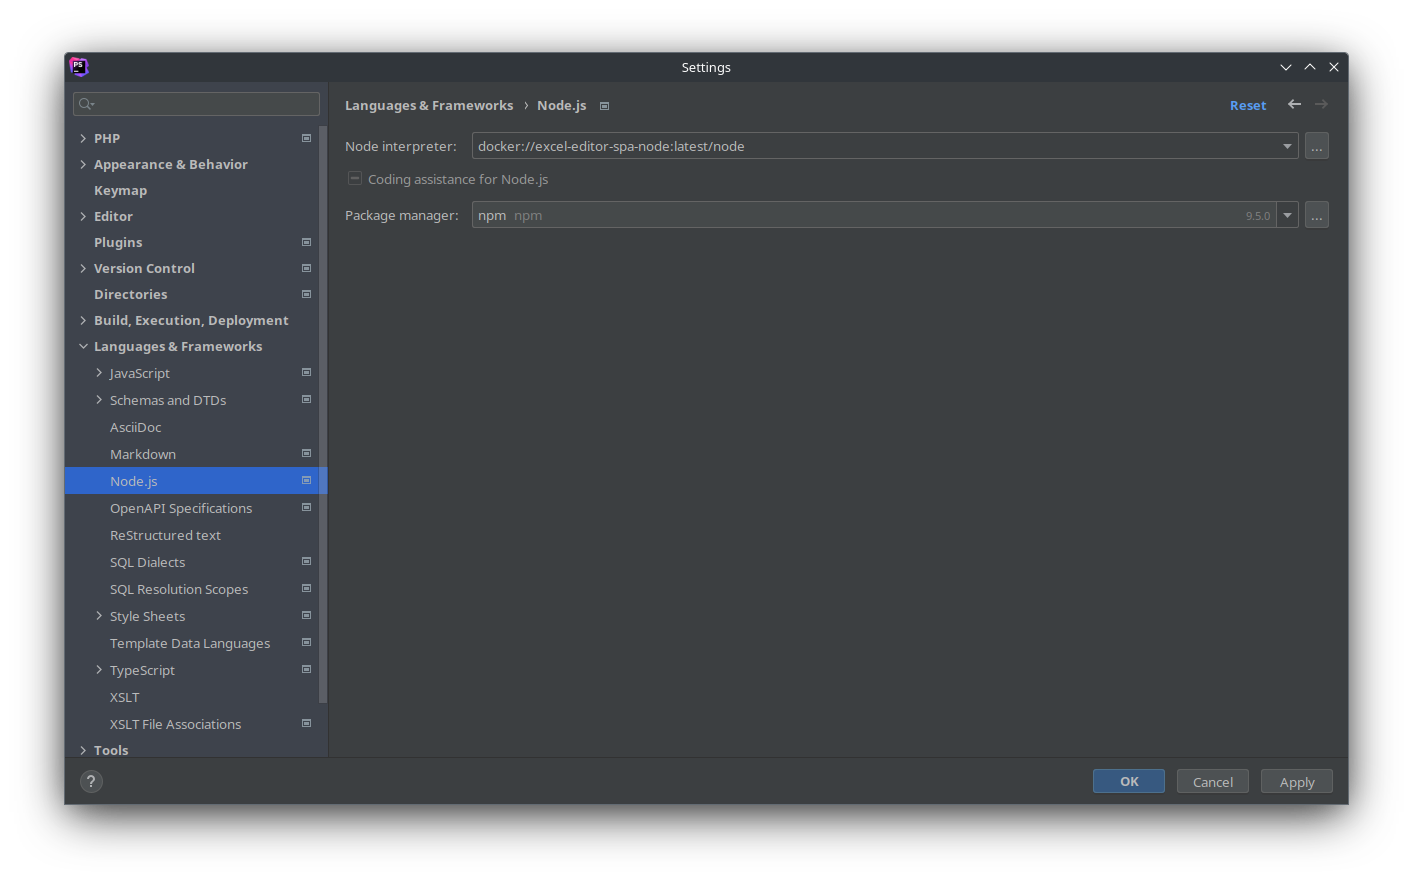 PS
Settings
PHP
Appearance & Behavior
Keymap
Editor
Plugins
Version Control
Directories
Build, Execution, Deployment
Languages & Frameworks
JavaScript
Schemas and DTDs
AsciiDoc
Markdown
Node.js
OpenAPI Specifications
ReStructured text
SQL Dialects
SQL Resolution Scopes
Style Sheets
Template Data Languages
TypeScript
XSLT
XSLT File Associations
Tools
Languages & Frameworks › Node.js
Reset
Node interpreter: docker://excel-editor-spa-node:latest/node ...
Coding assistance for Node.js
Package manager: npm npm 9.5.0 ...
?
OK Cancel Apply